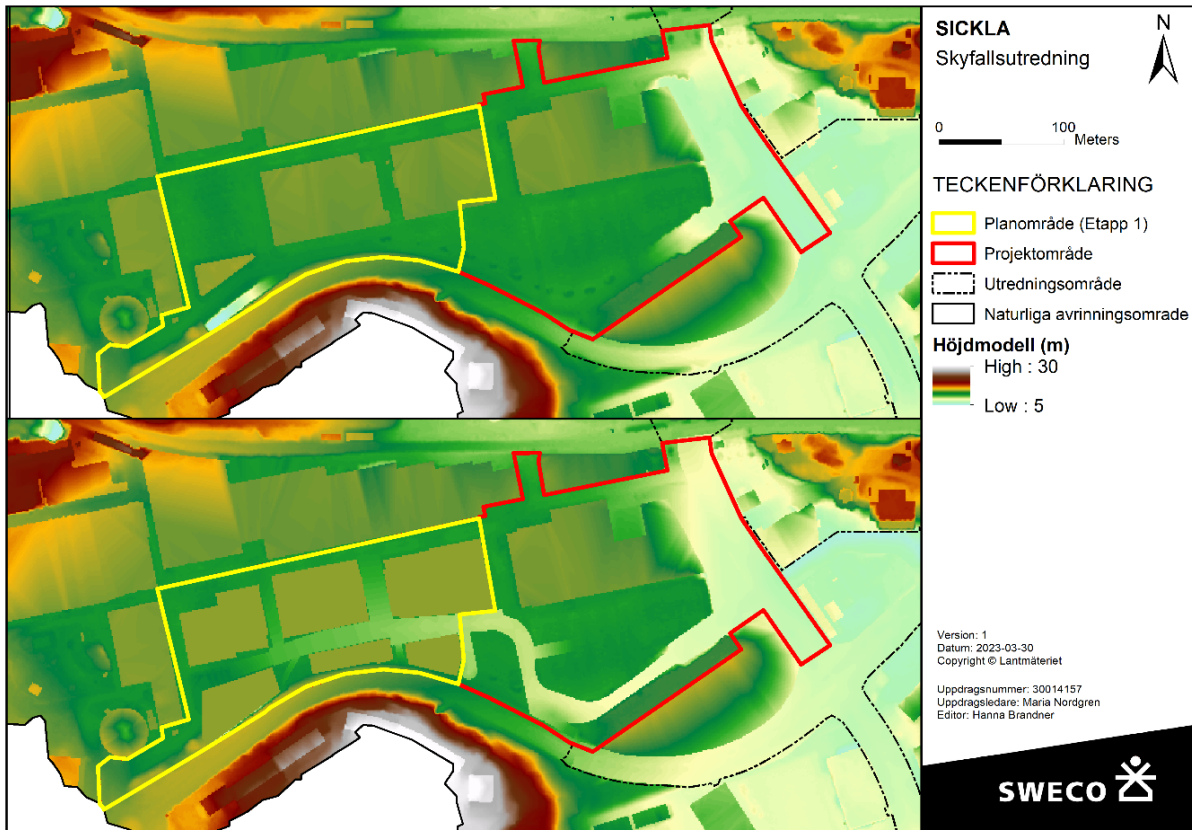 SICKLA
Skyfallsutredning
N
0
100
Meters
TECKENFÖRKLARING
Planområde (Etapp 1)
Projektområde
Utredningsområde
Naturliga avrinningsomrade
Höjdmodell (m)
High : 30
Low : 5
Version: 1
Datum: 2023-03-30
Copyright © Lantmäteriet
Uppdragsnummer: 30014157
Uppdragsledare: Maria Nordgren
Editor: Hanna Brandner
SWECO